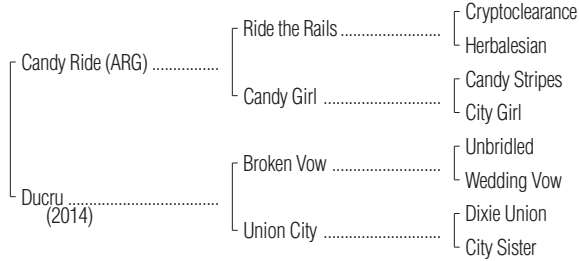 Cryptoclearance
Ride the Rails ......................
Herbalesian
Candy Ride (ARG) ...............
Candy Stripes
Candy Girl ..........................
City Girl
Unbridled
Broken Vow ........................
Wedding Vow
Ducru ..................................
(2014)
Dixie Union
Union City ..........................
City Sister